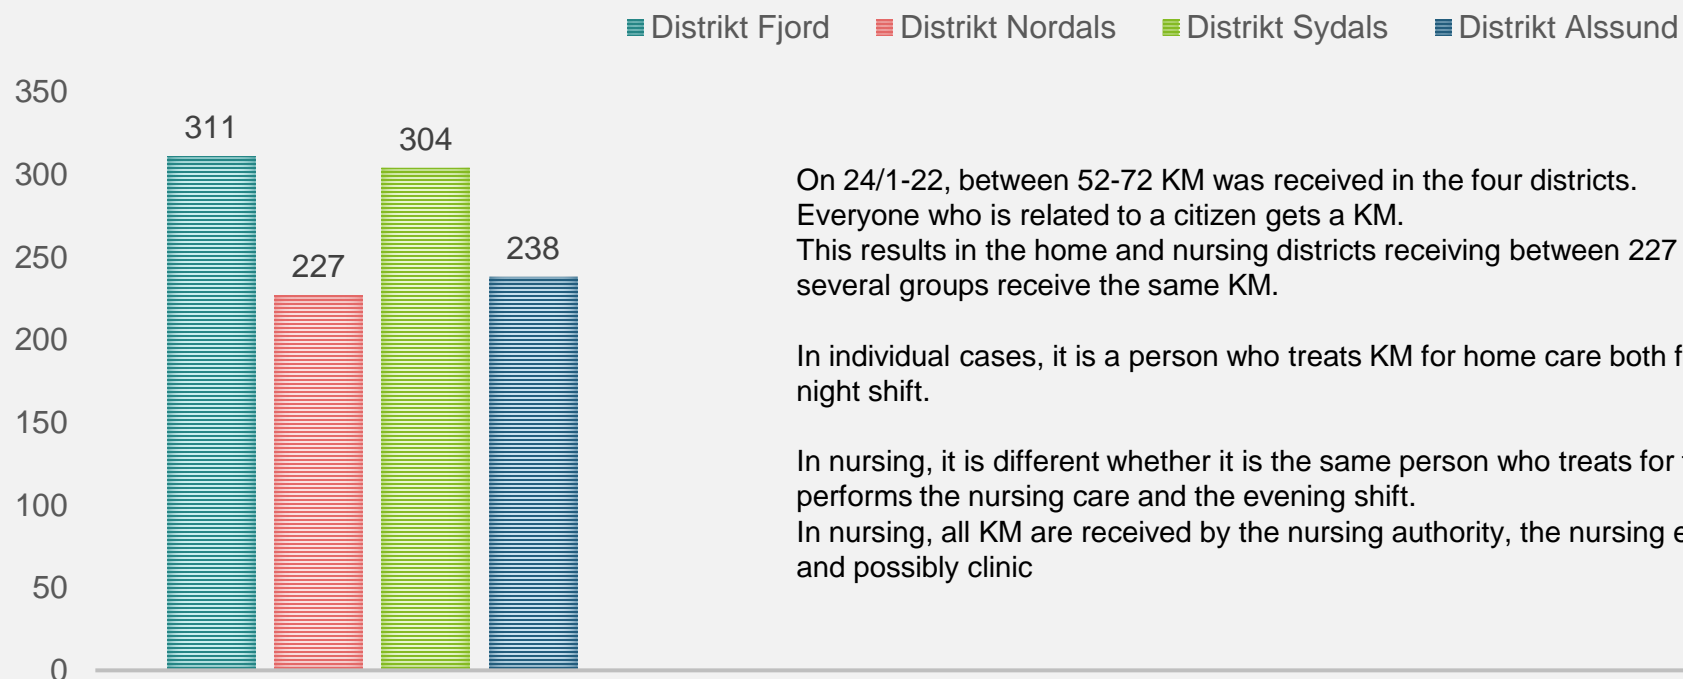 Distrikt Fjord Distrikt Nordals Distrikt Sydals Distrikt Alssund
350
300
250
200
150
100
50
0
311
227
304
238
On 24/1-22, between 52-72 KM was received in the four districts.
Everyone who is related to a citizen gets a KM.
This results in the home and nursing districts receiving between 227
several groups receive the same KM.
In individual cases, it is a person who treats KM for home care both
night shift.
In nursing, it is different whether it is the same person who treats for
performs the nursing care and the evening shift.
In nursing, all KM are received by the nursing authority, the nursing
and possibly clinic